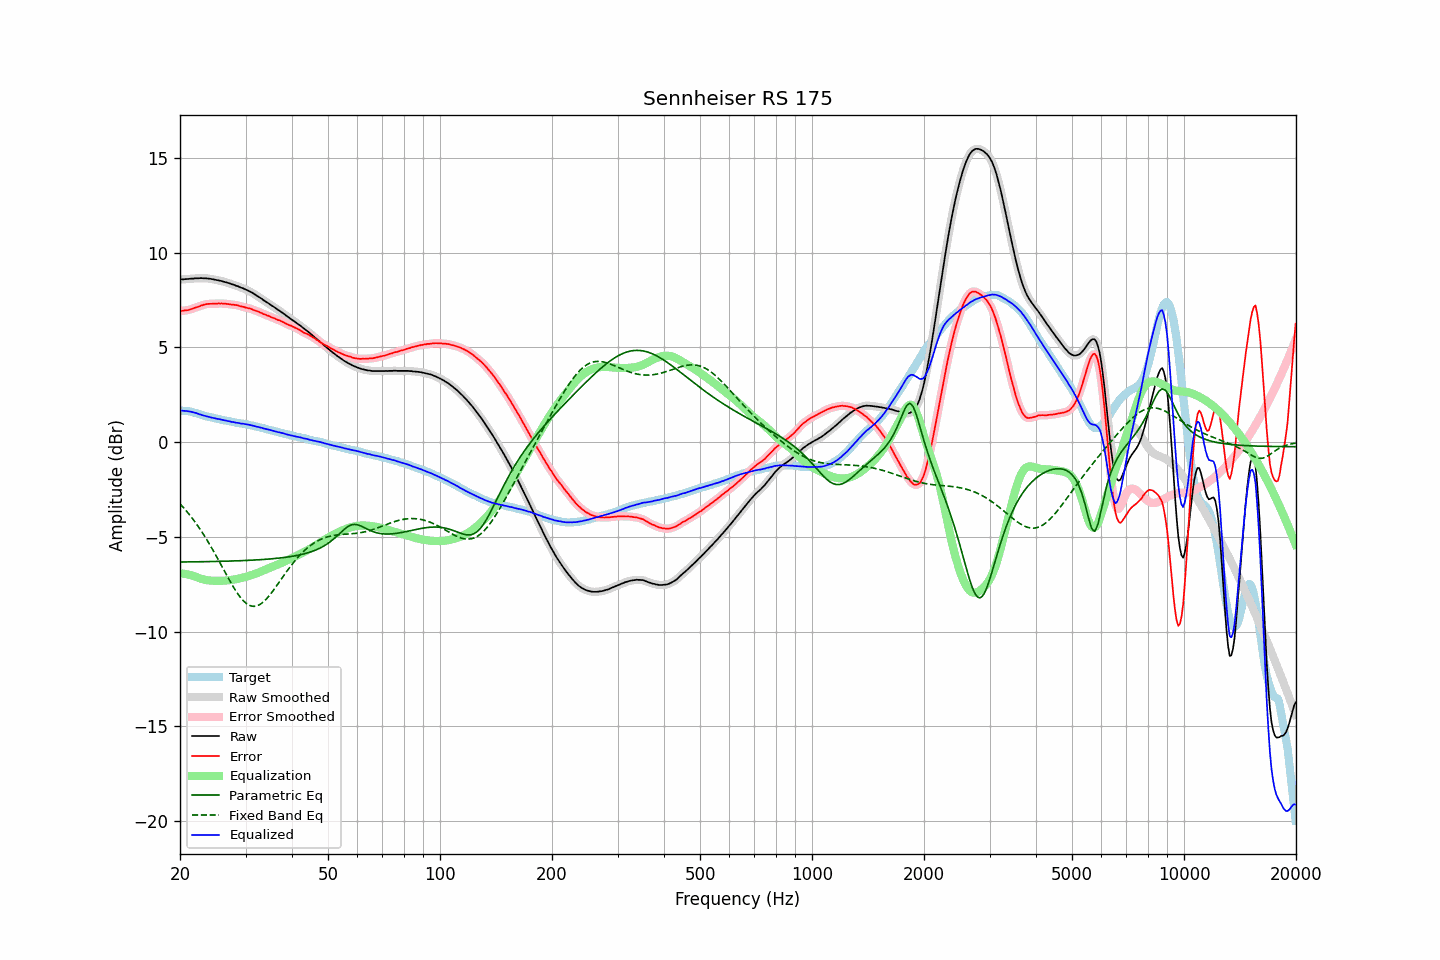 Sennheiser RS 175
Amplitude (dBr)
15
10
5
0
−5
−10
−15
−20
Target
Raw Smoothed
Error Smoothed
Raw
Error
Equalization
Parametric Eq
Fixed Band Eq
Equalized
20 50 100 200 500 1000 2000 5000 10000 20000
Frequency (Hz)